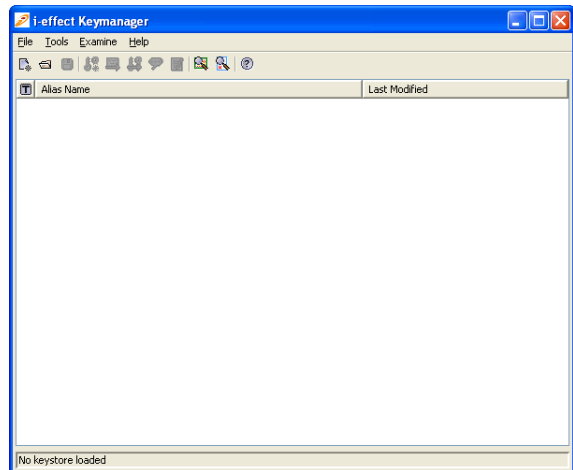 i-effect Keymanager
File Tools Examine Help
T Alias Name Last Modified
No keystore loaded